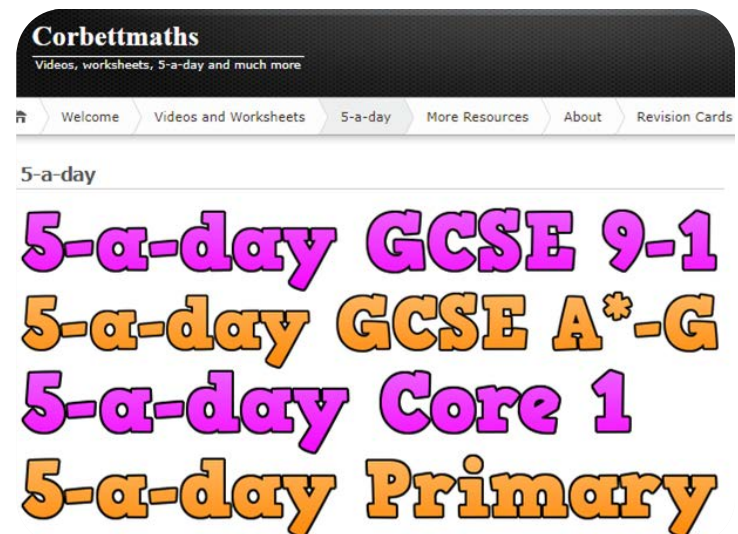 Corbettmaths
Videos, worksheets, 5-a-day and much more
Welcome Videos and Worksheets 5-a-day More Resources About Revision Cards
5-a-day
5-a-day GCSE 9-1
5-a-day GCSE A*-G
5-a-day Core 1
5-a-day Primary